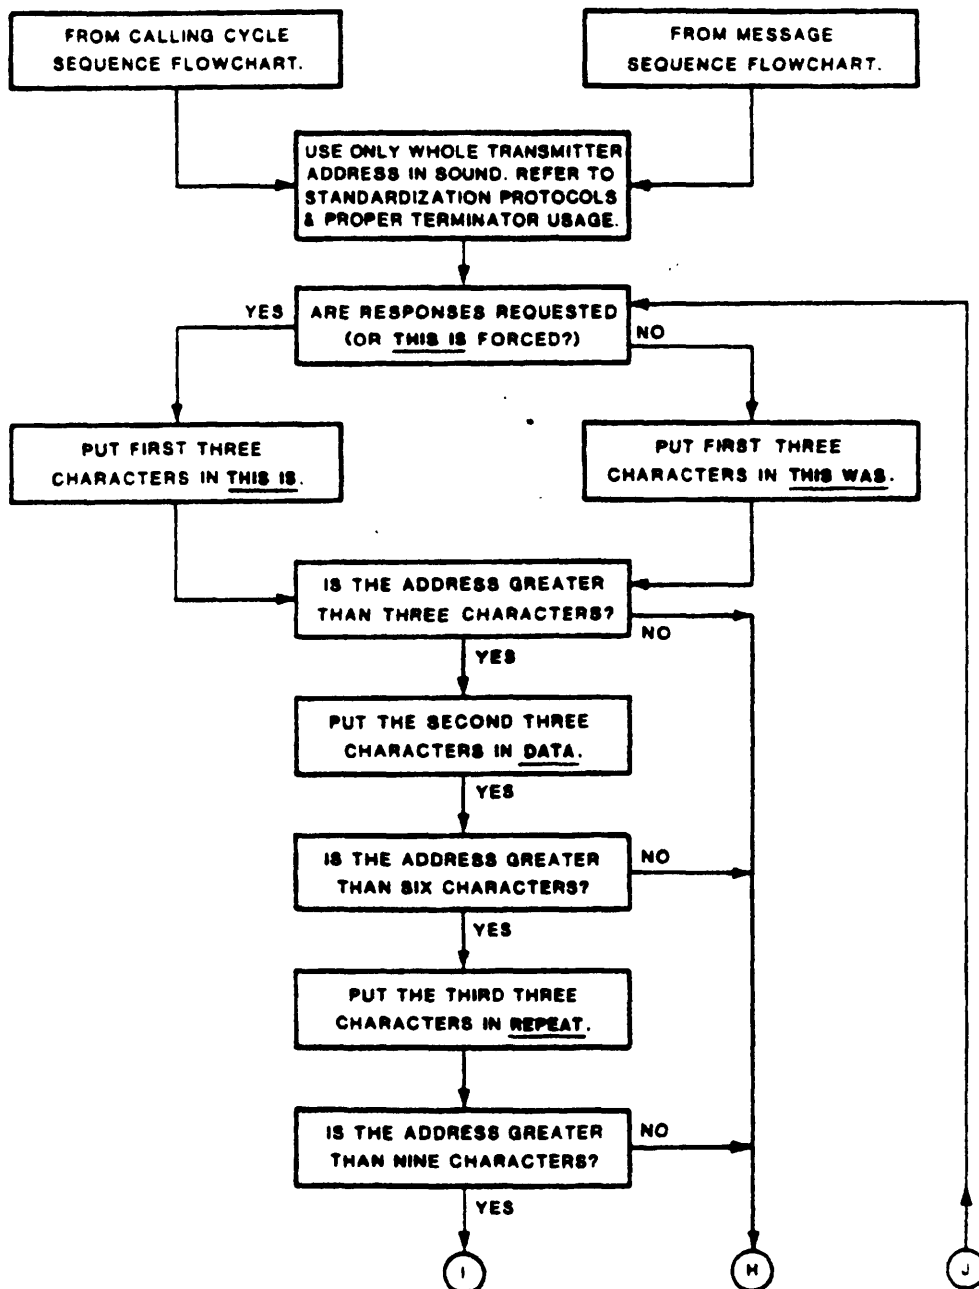 FROM CALLING CYCLE
SEQUENCE FLOWCHART.
FROM MESSAGE
SEQUENCE FLOWCHART.
USE ONLY WHOLE TRANSMITTER
ADDRESS IN SOUND. REFER TO
STANDARDIZATION PROTOCOLS
& PROPER TERMINATOR USAGE.
YES
ARE RESPONSES REQUESTED
(OR THIS IS FORCED?)
NO
PUT FIRST THREE
CHARACTERS IN THIS IS.
PUT FIRST THREE
CHARACTERS IN THIS WAS.
IS THE ADDRESS GREATER
THAN THREE CHARACTERS?
NO
YES
PUT THE SECOND THREE
CHARACTERS IN DATA.
YES
IS THE ADDRESS GREATER
THAN SIX CHARACTERS?
NO
YES
PUT THE THIRD THREE
CHARACTERS IN REPEAT.
IS THE ADDRESS GREATER
THAN NINE CHARACTERS?
NO
YES
I
H
J